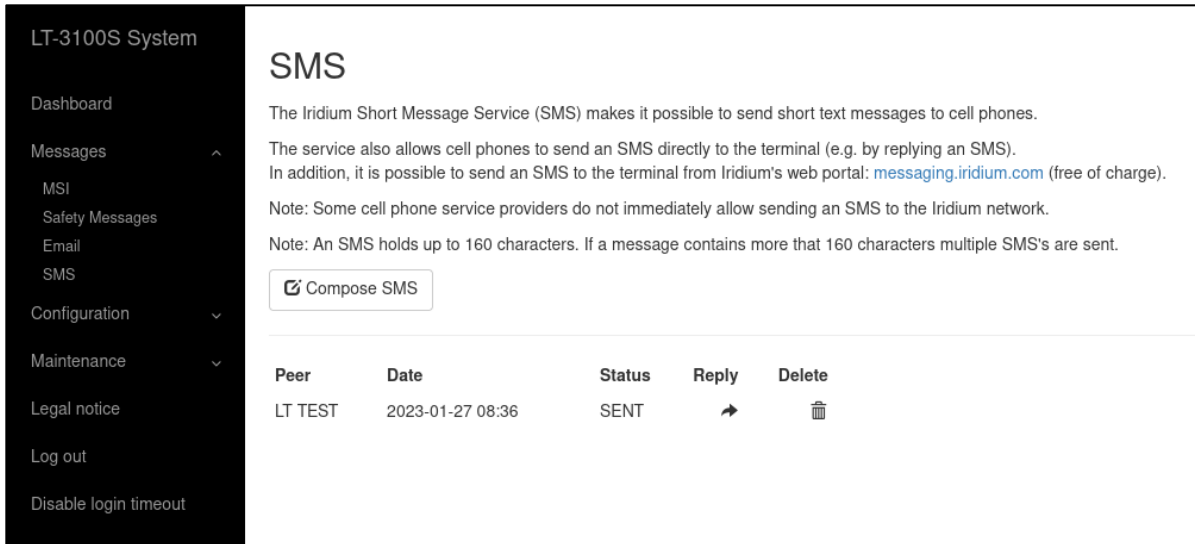 LT-3100S System
Dashboard
Messages
MSI
Safety Messages
Email
SMS
Configuration
Maintenance
Legal notice
Log out
Disable login timeout
SMS
The Iridium Short Message Service (SMS) makes it possible to send short text messages to cell phones.
The service also allows cell phones to send an SMS directly to the terminal (e.g. by replying an SMS).
In addition, it is possible to send an SMS to the terminal from Iridium's web portal: messaging.iridium.com (free of charge).
Note: Some cell phone service providers do not immediately allow sending an SMS to the Iridium network.
Note: An SMS holds up to 160 characters. If a message contains more that 160 characters multiple SMS's are sent.
Compose SMS
Peer Date Status Reply Delete
LT TEST 2023-01-27 08:36 SENT